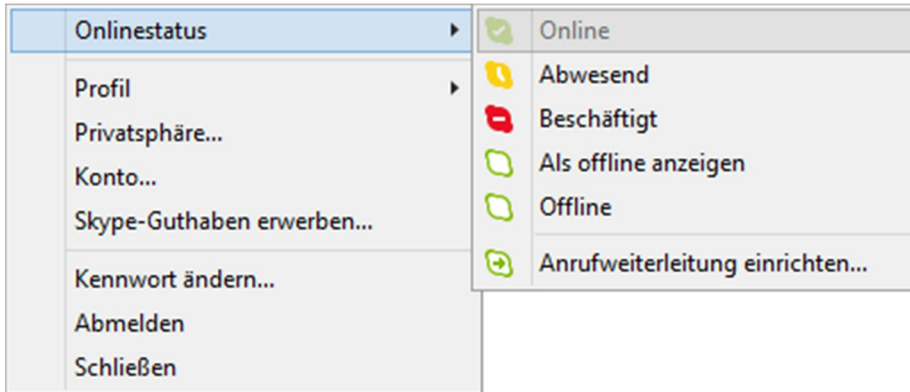 Onlinestatus
Profil
Privatsphäre...
Konto...
Skype-Guthaben erwerben...
Kennwort ändern...
Abmelden
Schließen
Online
Abwesend
Beschäftigt
Als offline anzeigen
Offline
Anrufweiterleitung einrichten...